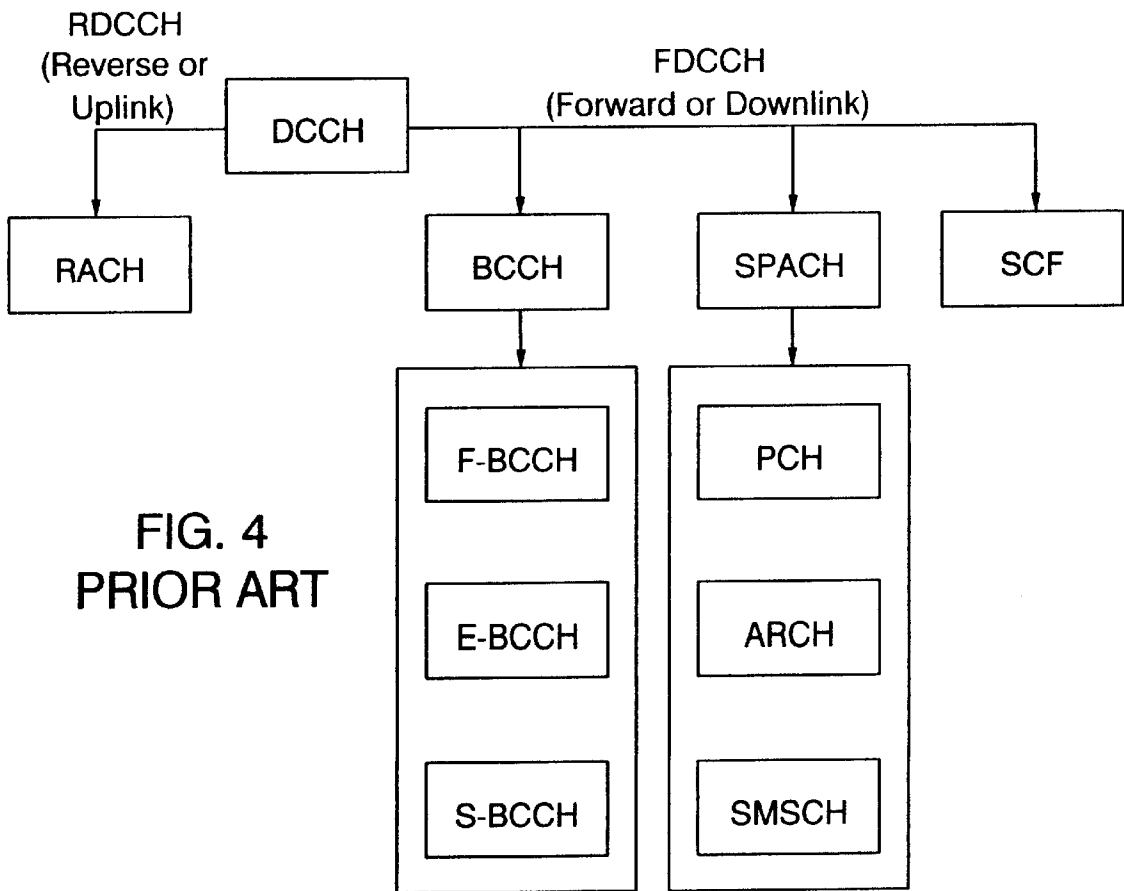 RDCCH
(Reverse or
Uplink)
FDCCH
(Forward or Downlink)
DCCH
RACH
BCCH
SPACH
SCF
F-BCCH
PCH
E-BCCH
ARCH
S-BCCH
SMSCH
FIG. 4
PRIOR ART